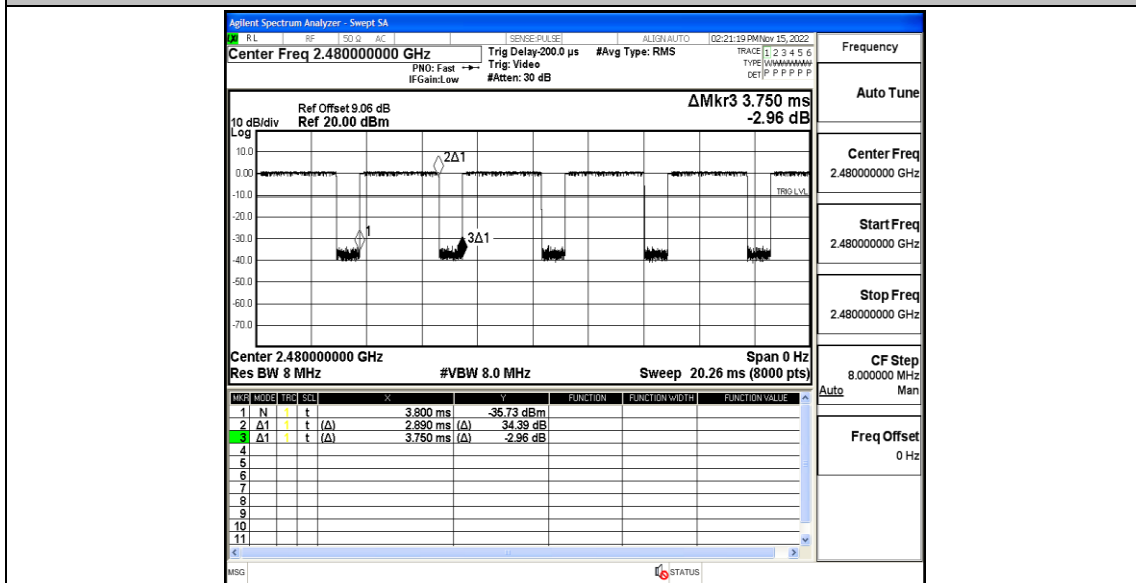 Agilent Spectrum Analyzer - Swept SA
RL RF 50 Ω AC SENSE:PULSE ALIGN AUTO 02:21:19 PM Nov 15, 2022
Center Freq 2.480000000 GHz
PNO: Fast
IFGain:Low
Trig Delay-200.0 µs
Trig: Video
#Atten: 30 dB
#Avg Type: RMS
TRACE 1 2 3 4 5 6
TYPE
DET P P P P P P
Frequency
Auto Tune
Center Freq
2.480000000 GHz
Start Freq
2.480000000 GHz
Stop Freq
2.480000000 GHz
CF Step
8.000000 MHz
Auto Man
Freq Offset
0 Hz
ΔMkr3 3.750 ms
-2.96 dB
Ref Offset 9.06 dB
10 dB/div Ref 20.00 dBm
Log
10.0
0.00
-10.0
-20.0
-30.0
-40.0
-50.0
-60.0
-70.0
2Δ1
TRIG LVL
1
3Δ1
Center 2.480000000 GHz Span 0 Hz
Res BW 8 MHz #VBW 8.0 MHz Sweep 20.26 ms (8000 pts)
MKR MODE TRC SCL X Y FUNCTION FUNCTION WIDTH FUNCTION VALUE
1 N 1 t 3.800 ms -35.73 dBm
2 Δ1 1 t (Δ) 2.890 ms (Δ) 34.39 dB
3 Δ1 1 t (Δ) 3.750 ms (Δ) -2.96 dB
4
5
6
7
8
9
10
11
MSG STATUS